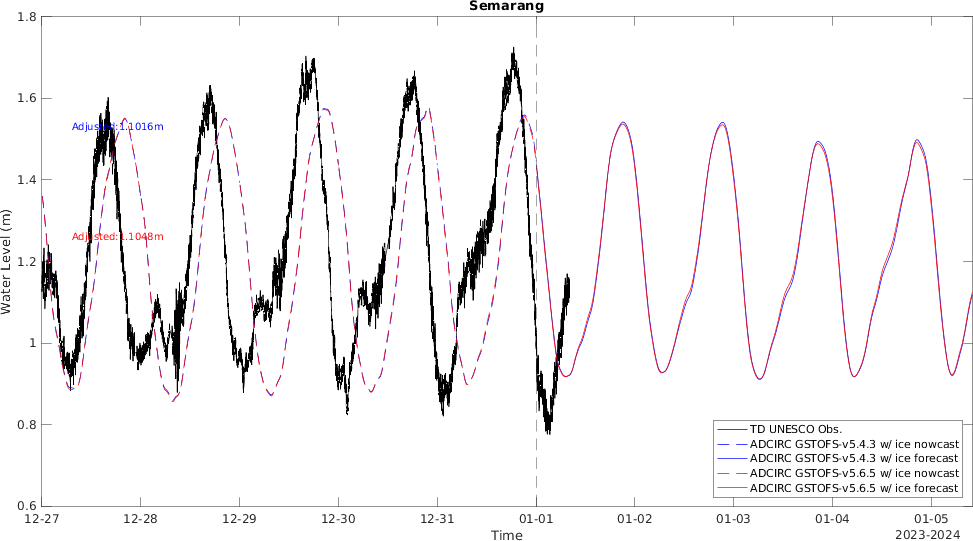 Semarang
1.8
1.6
1.4
1.2
1
0.8
0.6
Water Level (m)
Adjusted:1.1016m
Adjusted:1.1048m
TD UNESCO Obs.
ADCIRC GSTOFS-v5.4.3 w/ ice nowcast
ADCIRC GSTOFS-v5.4.3 w/ ice forecast
ADCIRC GSTOFS-v5.6.5 w/ ice nowcast
ADCIRC GSTOFS-v5.6.5 w/ ice forecast
12-27 12-28 12-29 12-30 12-31 01-01 01-02 01-03 01-04 01-05
Time
2023-2024